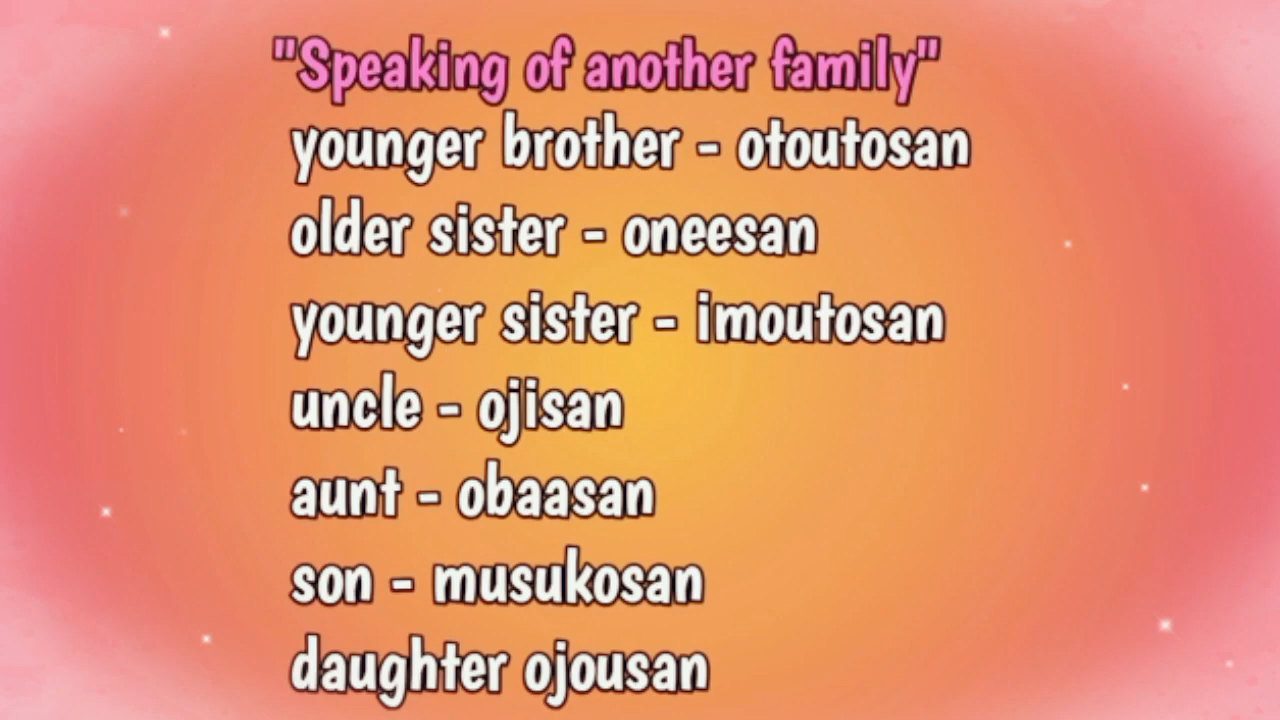 "Speaking of another family"
younger brother - otoutosan
older sister - oneesan
younger sister - imoutosan
uncle - ojisan
aunt - obaasan
son - musukosan
daughter ojousan